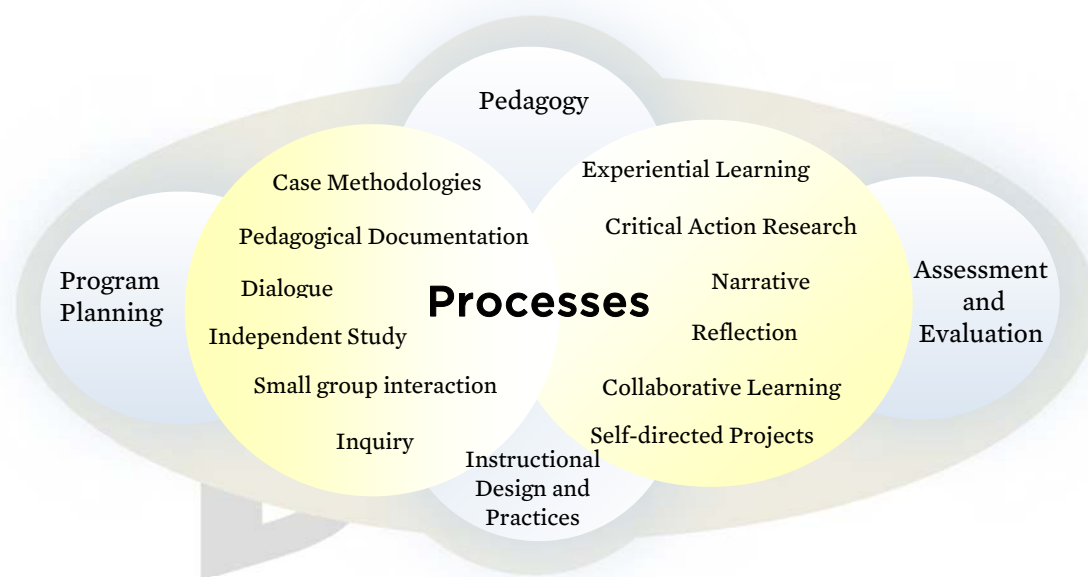 Pedagogy
Case Methodologies
Pedagogical Documentation
Dialogue
Independent Study
Small group interaction
Inquiry
Processes
Experiential Learning
Critical Action Research
Narrative
Reflection
Collaborative Learning
Self-directed Projects
Program
Planning
Assessment
and
Evaluation
Instructional
Design and
Practices